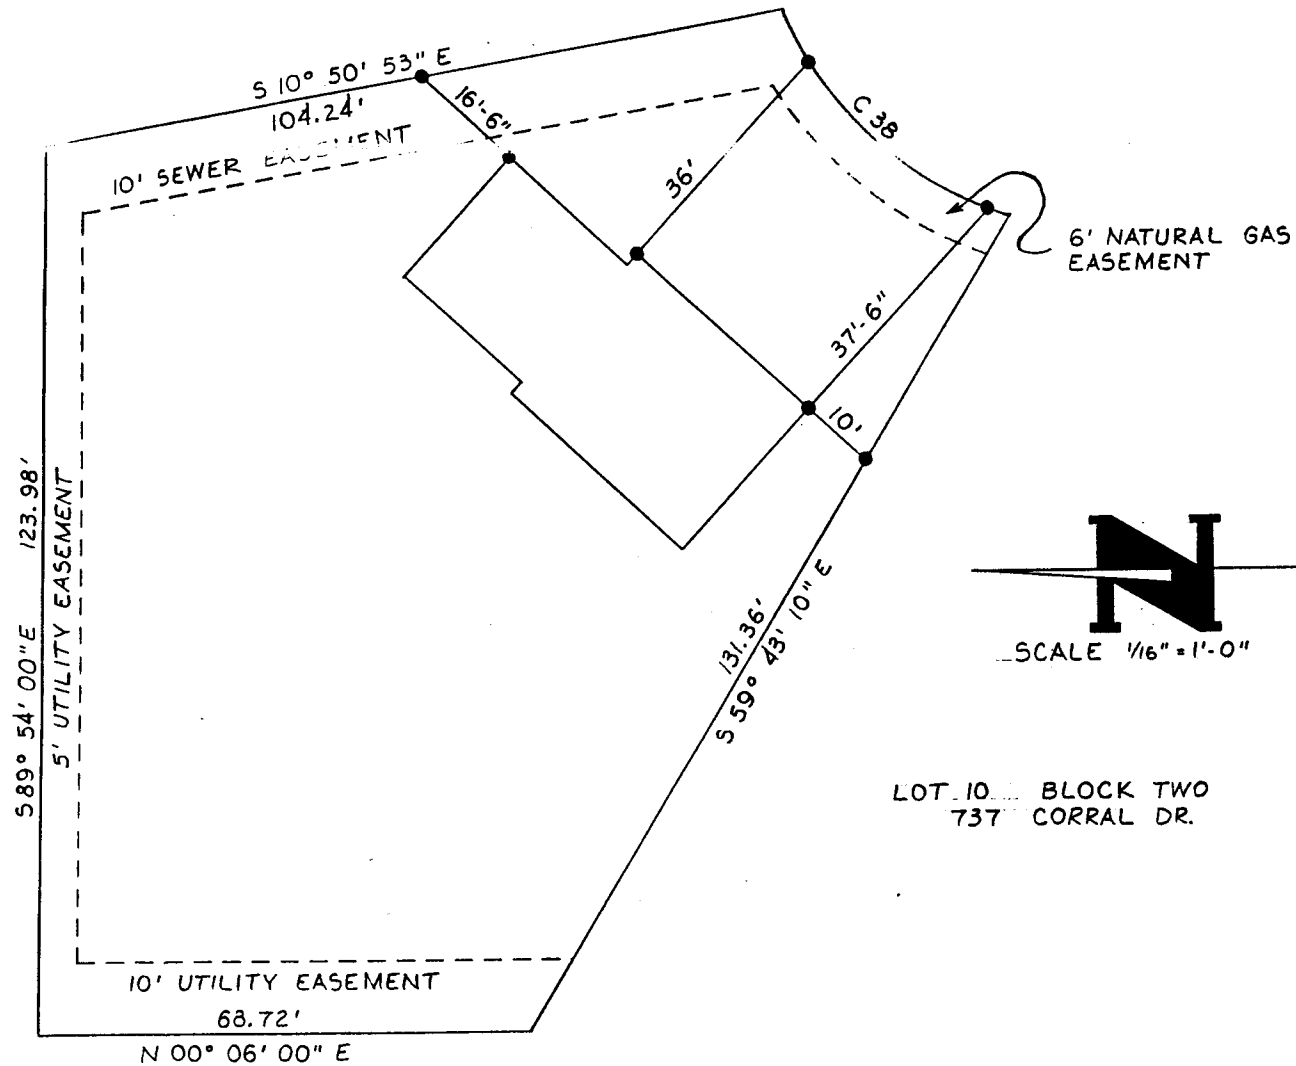 S 10° 50' 53" E
104.24'
10' SEWER EASEMENT
16'-6"
36'
C 38
6' NATURAL GAS
EASEMENT
37'-6"
10'
S 89° 54' 00" E 123.98'
5' UTILITY EASEMENT
131.36'
S 59° 43' 10" E
N
SCALE 1/16" = 1'-0"
LOT 10 BLOCK TWO
737 CORRAL DR.
10' UTILITY EASEMENT
68.72'
N 00° 06' 00" E